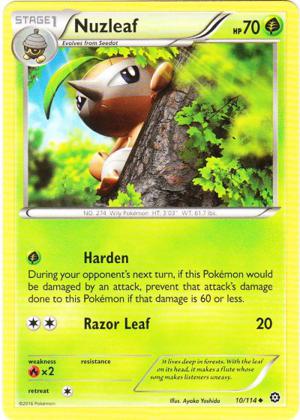 STAGE1
Nuzleaf
HP 70
Evolves from Seedot
NO. 274 Wily Pokémon HT. 3'03" WT. 61.7 lbs.
Harden
During your opponent's next turn, if this Pokémon would
be damaged by an attack, prevent that attack's damage
done to this Pokémon if that damage is 60 or less.
Razor Leaf 20
weakness resistance
×2
retreat
It lives deep in forests. With the leaf on
its head, it makes a flute whose song
makes listeners uneasy.
©2016 Pokémon
Illus. Ayaka Yoshida
10/114